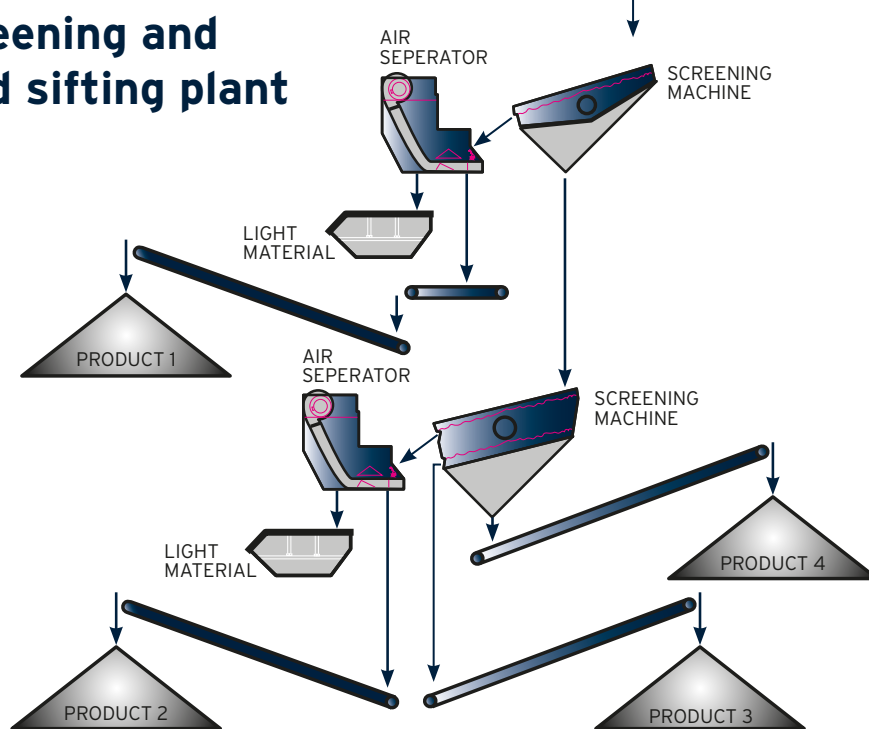 eening and
d sifting plant
AIR
SEPERATOR
SCREENING
MACHINE
LIGHT
MATERIAL
PRODUCT 1
AIR
SEPERATOR
SCREENING
MACHINE
LIGHT
MATERIAL
PRODUCT 4
PRODUCT 2
PRODUCT 3